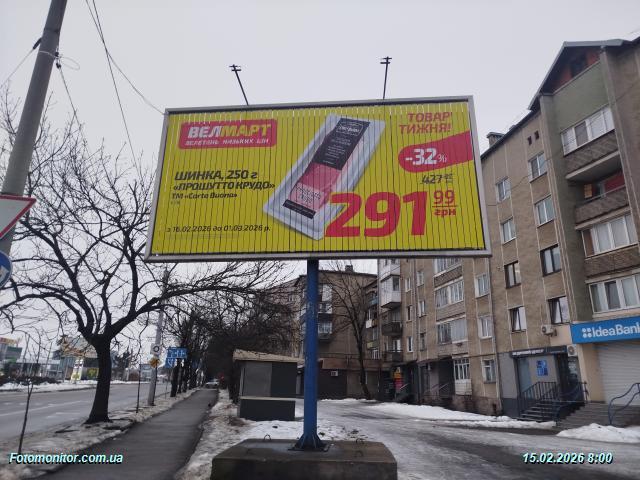 ВЕЛМАРТ
ВЕЛЕТЕНЬ НИЗЬКИХ ЦІН
ТОВАР
ТИЖНЯ!
-32%
ШИНКА, 250 г
«ПРОШУТТО КРУДО»
ТМ «Corte Buona»
427
291 99
грн
з 16.02.2026 до 01.03.2026 р.
IdeaBank
Fotomonitor.com.ua
15.02.2026 8:00